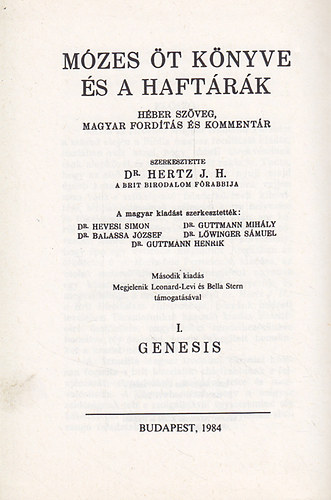 MÓZES ÖT KÖNYVE
ÉS A HAFTÁRÁK
HÉBER SZÖVEG,
MAGYAR FORDÍTÁS ÉS KOMMENTÁR
SZERKESZTETTE
DR. HERTZ J. H.
A BRIT BIRODALOM FŐRABBIJA
A magyar kiadást szerkesztették:
DR. HEVESI SIMON DR. GUTTMANN MIHÁLY
DR. BALASSA JÓZSEF DR. LŐWINGER SÁMUEL
DR. GUTTMANN HENRIK
Második kiadás
Megjelenik Leonard-Levi és Bella Stern
támogatásával
I.
GENESIS
BUDAPEST, 1984